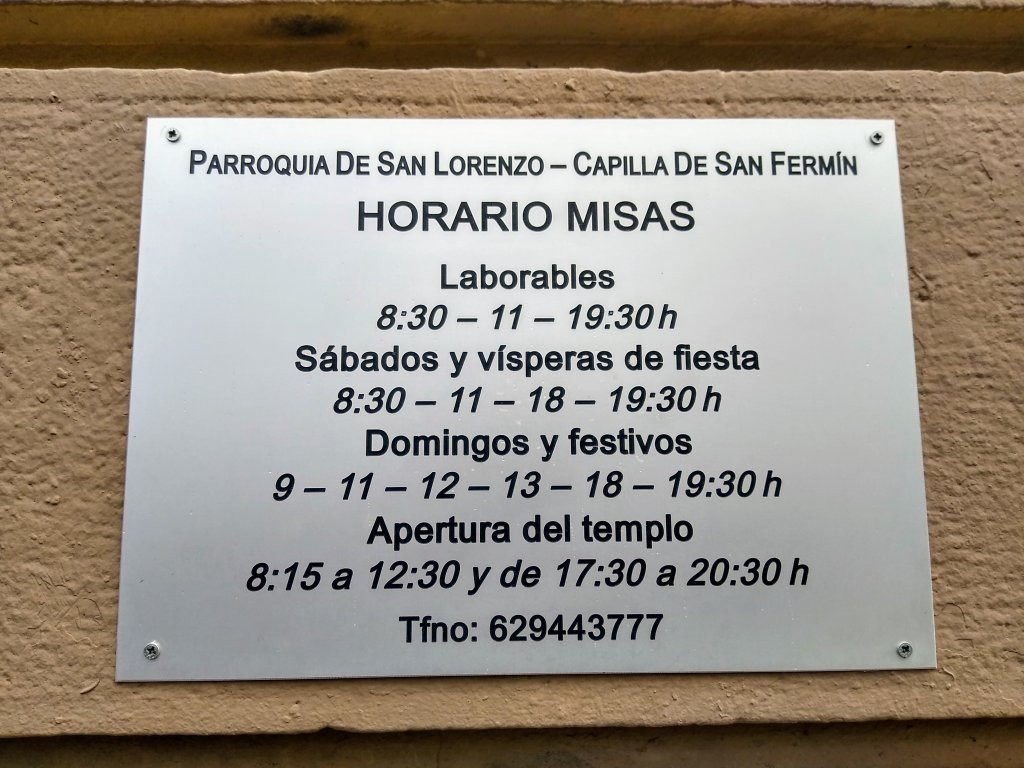 PARROQUIA DE SAN LORENZO – CAPILLA DE SAN FERMÍN
HORARIO MISAS
Laborables
8:30 – 11 – 19:30 h
Sábados y vísperas de fiesta
8:30 – 11 – 18 – 19:30 h
Domingos y festivos
9 – 11 – 12 – 13 – 18 – 19:30 h
Apertura del templo
8:15 a 12:30 y de 17:30 a 20:30 h
Tfno: 629443777